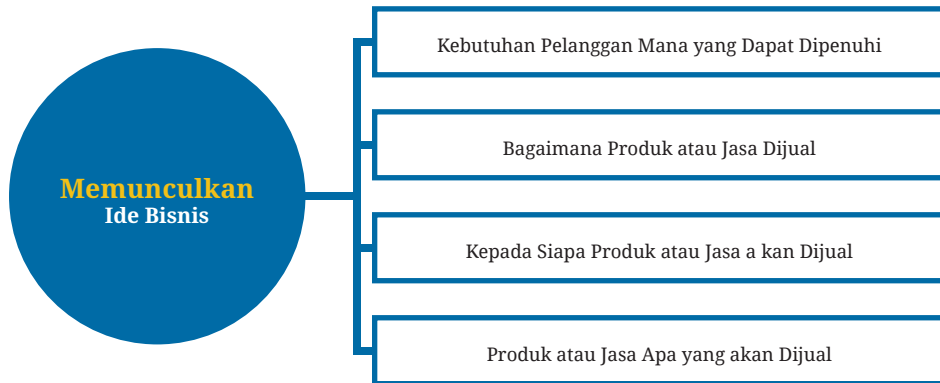 Memunculkan
Ide Bisnis
Kebutuhan Pelanggan Mana yang Dapat Dipenuhi
Bagaimana Produk atau Jasa Dijual
Kepada Siapa Produk atau Jasa a kan Dijual
Produk atau Jasa Apa yang akan Dijual